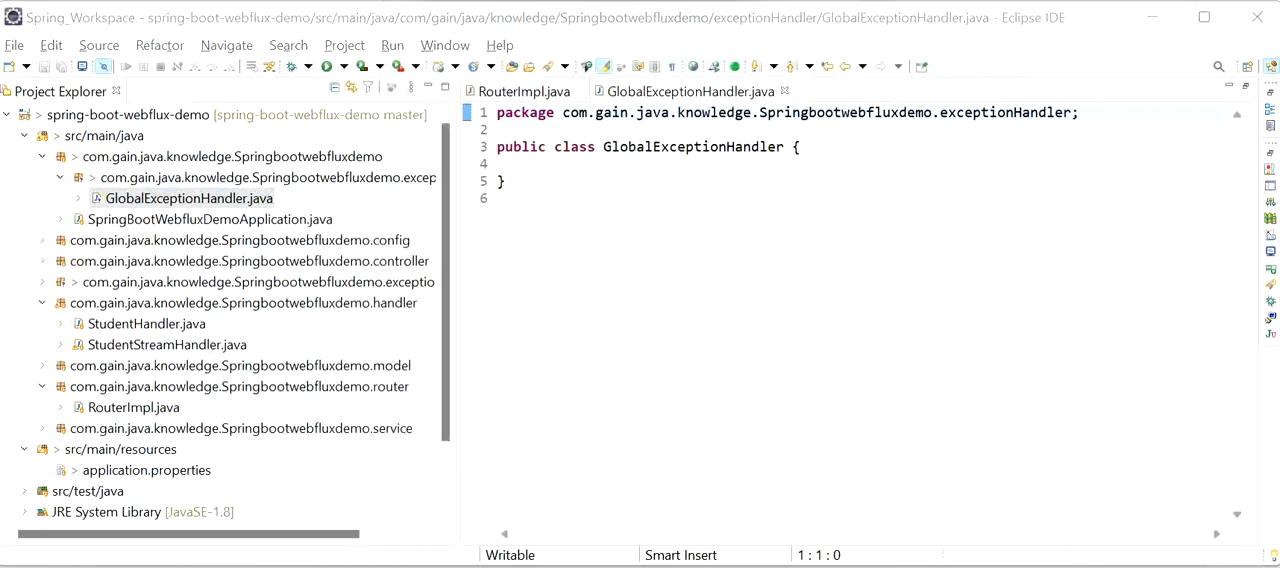 Spring_Workspace - spring-boot-webflux-demo/src/main/java/com/gain/java/knowledge/Springbootwebfluxdemo/exceptionHandler/GlobalExceptionHandler.java - Eclipse IDE
File Edit Source Refactor Navigate Search Project Run Window Help
Project Explorer
spring-boot-webflux-demo [spring-boot-webflux-demo master]
src/main/java
com.gain.java.knowledge.Springbootwebfluxdemo
com.gain.java.knowledge.Springbootwebfluxdemo.excep
GlobalExceptionHandler.java
SpringBootWebfluxDemoApplication.java
com.gain.java.knowledge.Springbootwebfluxdemo.config
com.gain.java.knowledge.Springbootwebfluxdemo.controller
com.gain.java.knowledge.Springbootwebfluxdemo.exceptio
com.gain.java.knowledge.Springbootwebfluxdemo.handler
StudentHandler.java
StudentStreamHandler.java
com.gain.java.knowledge.Springbootwebfluxdemo.model
com.gain.java.knowledge.Springbootwebfluxdemo.router
RouterImpl.java
com.gain.java.knowledge.Springbootwebfluxdemo.service
src/main/resources
application.properties
src/test/java
JRE System Library [JavaSE-1.8]
RouterImpl.java GlobalExceptionHandler.java
1 package com.gain.java.knowledge.Springbootwebfluxdemo.exceptionHandler;
2
3 public class GlobalExceptionHandler {
4
5 }
6
Writable Smart Insert 1 : 1 : 0